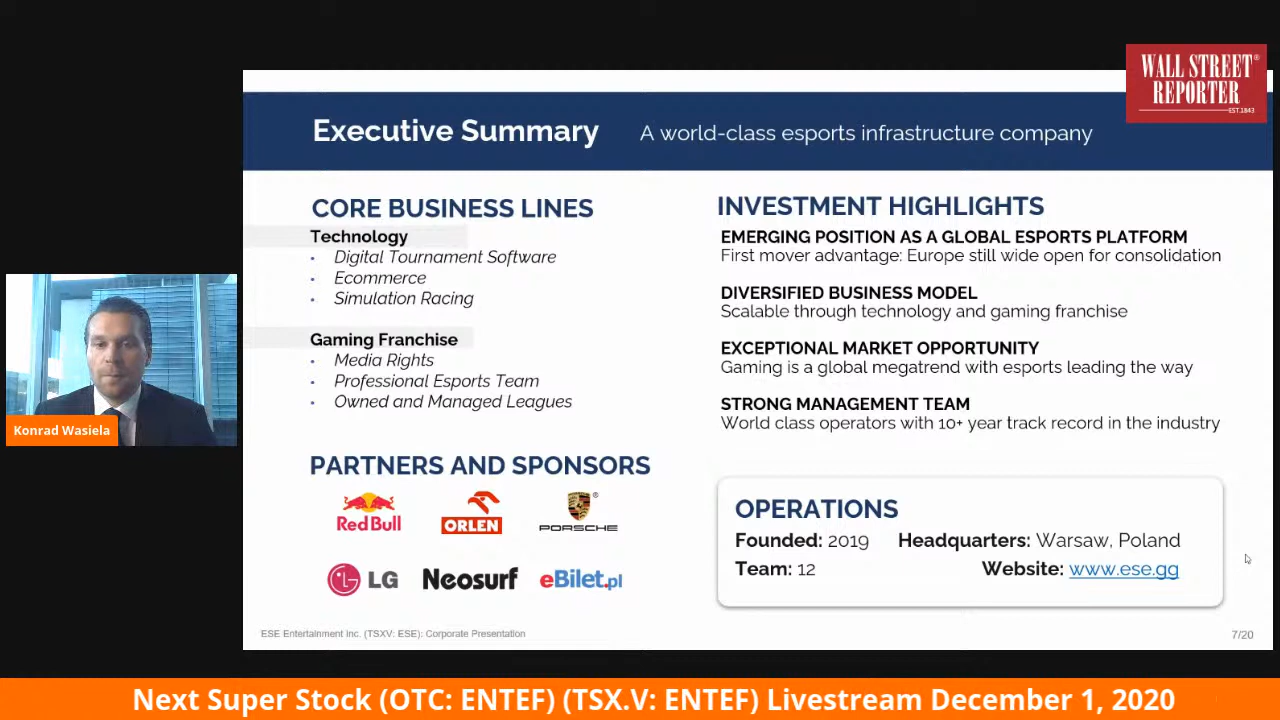 WALL STREET®
REPORTER
EST.1843
Executive Summary
A world-class esports infrastructure company
CORE BUSINESS LINES
Technology
Digital Tournament Software
Ecommerce
Simulation Racing
Gaming Franchise
Media Rights
Professional Esports Team
Owned and Managed Leagues
PARTNERS AND SPONSORS
Red Bull
ORLEN
PORSCHE®
LG
Neosurf
eBilet.pl
INVESTMENT HIGHLIGHTS
EMERGING POSITION AS A GLOBAL ESPORTS PLATFORM
First mover advantage: Europe still wide open for consolidation
DIVERSIFIED BUSINESS MODEL
Scalable through technology and gaming franchise
EXCEPTIONAL MARKET OPPORTUNITY
Gaming is a global megatrend with esports leading the way
STRONG MANAGEMENT TEAM
World class operators with 10+ year track record in the industry
OPERATIONS
Founded: 2019 Headquarters: Warsaw, Poland
Team: 12 Website: www.ese.gg
ESE Entertainment Inc. (TSXV: ESE): Corporate Presentation
7/20
Konrad Wasiela
Next Super Stock (OTC: ENTEF) (TSX.V: ENTEF) Livestream December 1, 2020